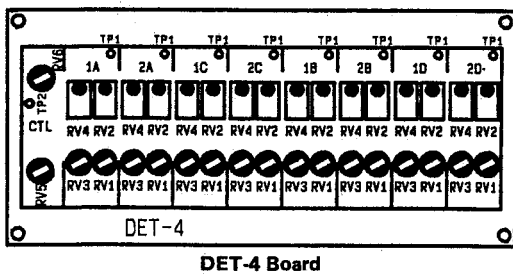 TP1 TP1 TP1 TP1 TP1 TP1 TP1 TP1
RV6 1A 2A 1C 2C 1B 2B 1D 2D-
TP2
CTL RV4 RV2 RV4 RV2 RV4 RV2 RV4 RV2 RV4 RV2 RV4 RV2 RV4 RV2 RV4 RV2
RV5 RV3 RV1 RV3 RV1 RV3 RV1 RV3 RV1 RV3 RV1 RV3 RV1 RV3 RV1 RV3 RV1
DET-4
DET-4 Board